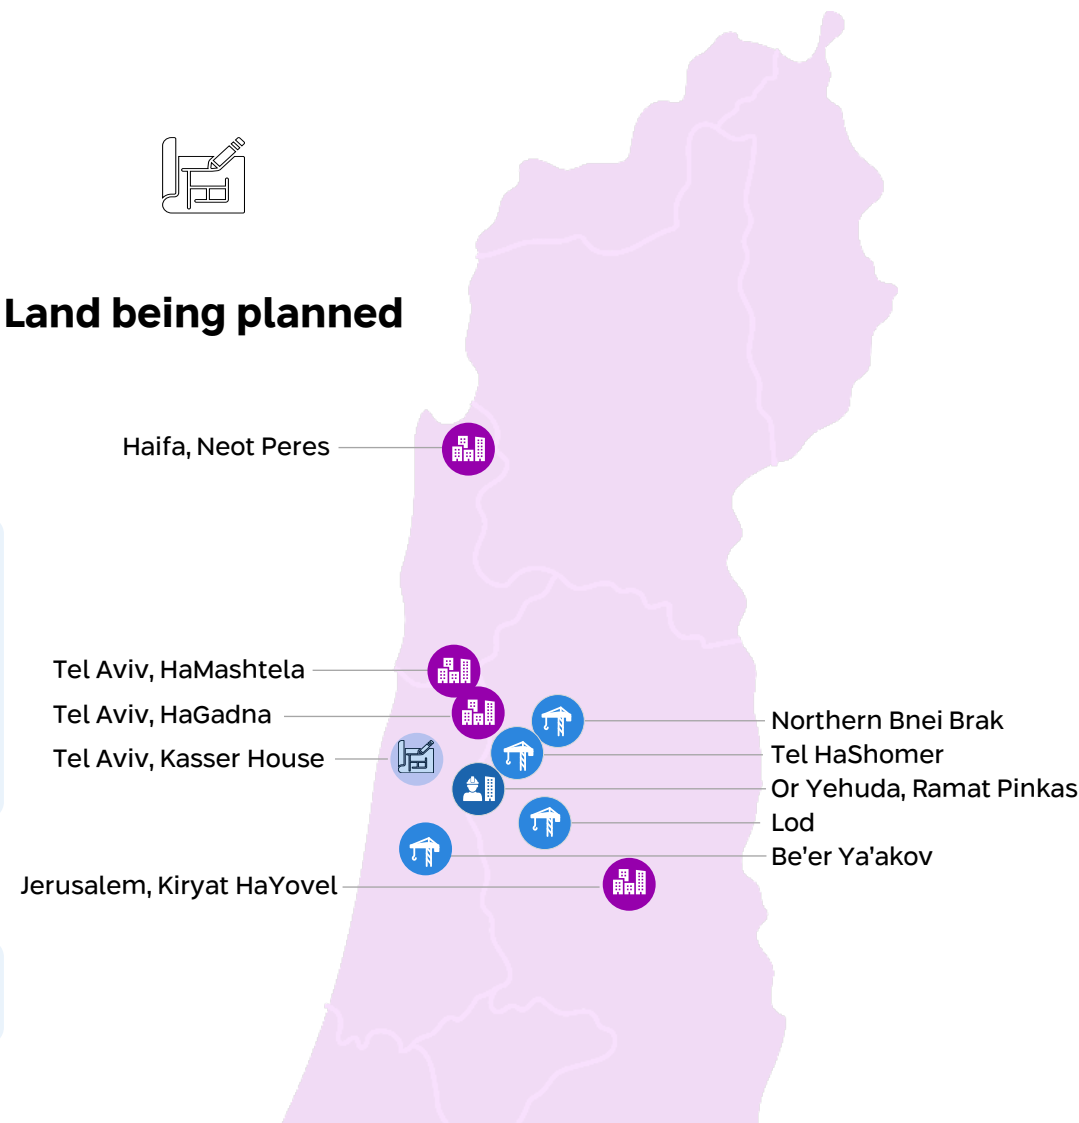 Land being planned
Haifa, Neot Peres
Tel Aviv, HaMashtela
Tel Aviv, HaGadna
Tel Aviv, Kasser House
Jerusalem, Kiryat HaYovel
Northern Bnei Brak
Tel HaShomer
Or Yehuda, Ramat Pinkas
Lod
Be’er Ya’akov